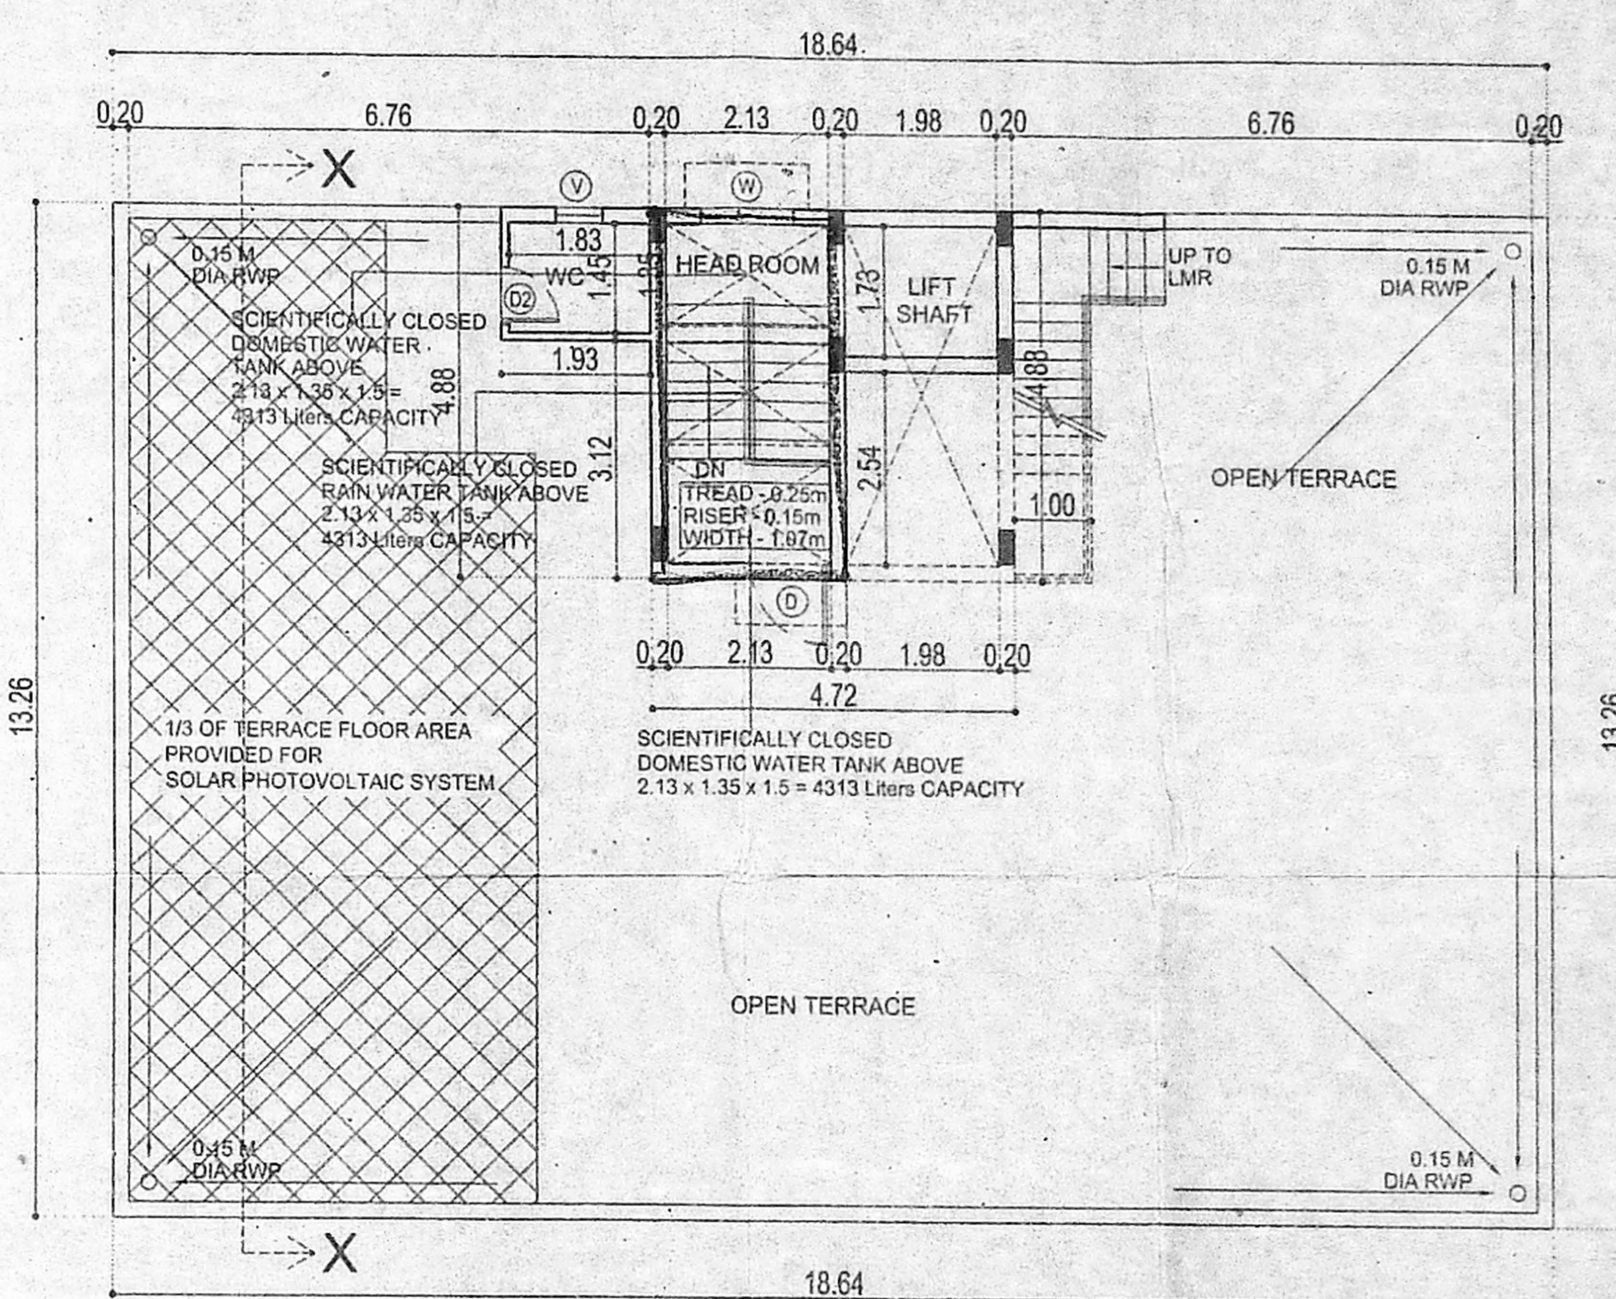 18.64
0.20 6.76 0.20 2.13 0.20 1.98 0.20 6.76 0.20
X
V
W
0.15 M
DIA RWP
1.83
WC
1.45
1.35
D2
HEAD ROOM
1.73
LIFT
SHAFT
UP TO
LMR
0.15 M
DIA RWP
SCIENTIFICALLY CLOSED
DOMESTIC WATER
TANK ABOVE
2.13 x 1.35 x 1.5 =
4313 Liters CAPACITY
4.88
1.93
4.88
SCIENTIFICALLY CLOSED
RAIN WATER TANK ABOVE
2.13 x 1.35 x 1.5 =
4313 Liters CAPACITY
3.12
DN
TREAD - 0.25m
RISER - 0.15m
WIDTH - 1.07m
2.54
1.00
OPEN TERRACE
D
0.20 2.13 0.20 1.98 0.20
4.72
13.26
13.26
1/3 OF TERRACE FLOOR AREA
PROVIDED FOR
SOLAR PHOTOVOLTAIC SYSTEM
SCIENTIFICALLY CLOSED
DOMESTIC WATER TANK ABOVE
2.13 x 1.35 x 1.5 = 4313 Liters CAPACITY
OPEN TERRACE
0.15 M
DIA RWP
0.15 M
DIA RWP
X
18.64